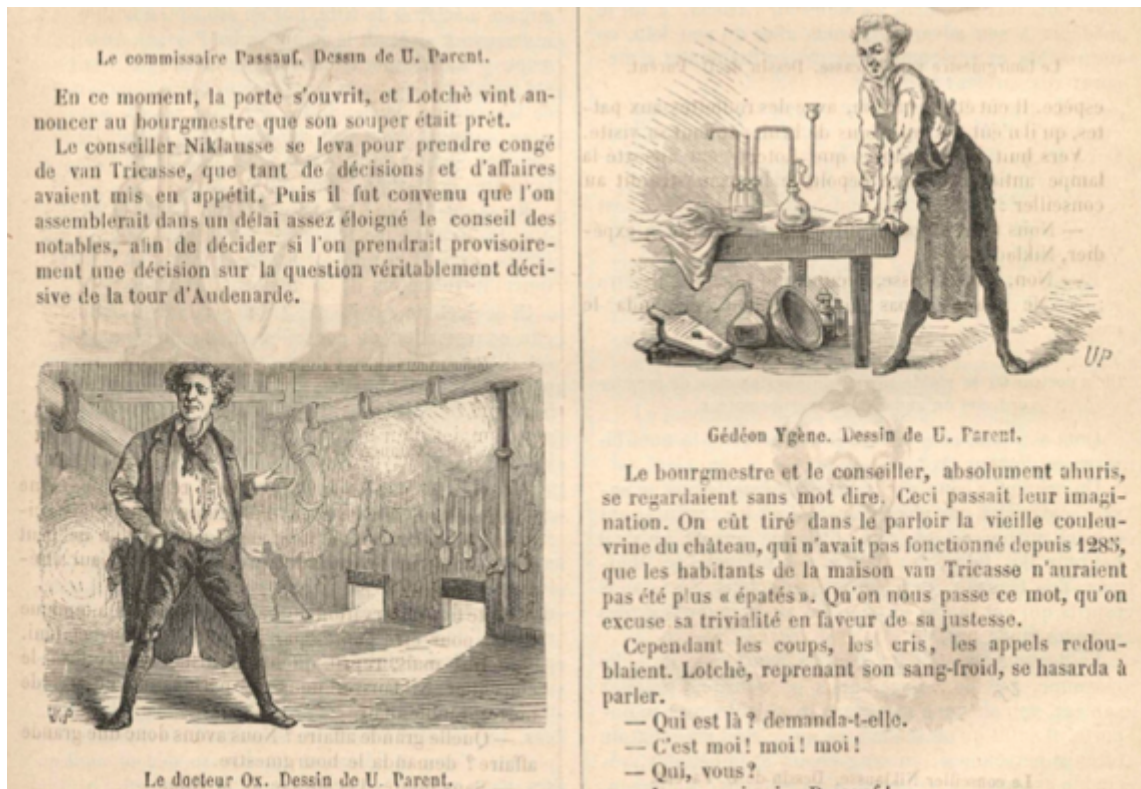 Le commissaire Passauf. Dessin de U. Parent.
En ce moment, la porte s'ouvrit, et Lotchè vint an-
noncer au bourgmestre que son souper était prêt.
Le conseiller Niklausse se leva pour prendre congé
de van Tricasse, que tant de décisions et d'affaires
avaient mis en appétit. Puis il fut convenu que l'on
assemblerait dans un délai assez éloigné le conseil des
notables, afin de décider si l'on prendrait provisoire-
ment une décision sur la question véritablement déci-
sive de la tour d'Audenarde.
UP
Le docteur Ox. Dessin de U. Parent.
UP
Gédéon Ygène. Dessin de U. Parent.
Le bourgmestre et le conseiller, absolument ahuris,
se regardaient sans mot dire. Ceci passait leur imagi-
nation. On eût tiré dans le parloir la vieille couleu-
vrine du château, qui n'avait pas fonctionné depuis 1285,
que les habitants de la maison van Tricasse n'auraient
pas été plus « épatés ». Qu'on nous passe ce mot, qu'on
excuse sa trivialité en faveur de sa justesse.
Cependant les coups, les cris, les appels redou-
blaient. Lotchè, reprenant son sang-froid, se hasarda à
parler.
— Qui est là ? demanda-t-elle.
— C'est moi ! moi ! moi !
— Qui, vous ?